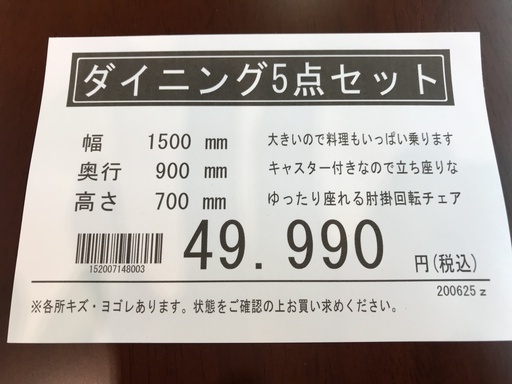 ダイニング5点セット
幅 1500 mm 大きいので料理もいっぱい乗ります
奥行 900 mm キャスター付きなので立ち座りな
高さ 700 mm ゆったり座れる肘掛回転チェア
49.990 円(税込)
152007148003
200625 z
※各所キズ・ヨゴレあります。状態をご確認の上お買い求めください。